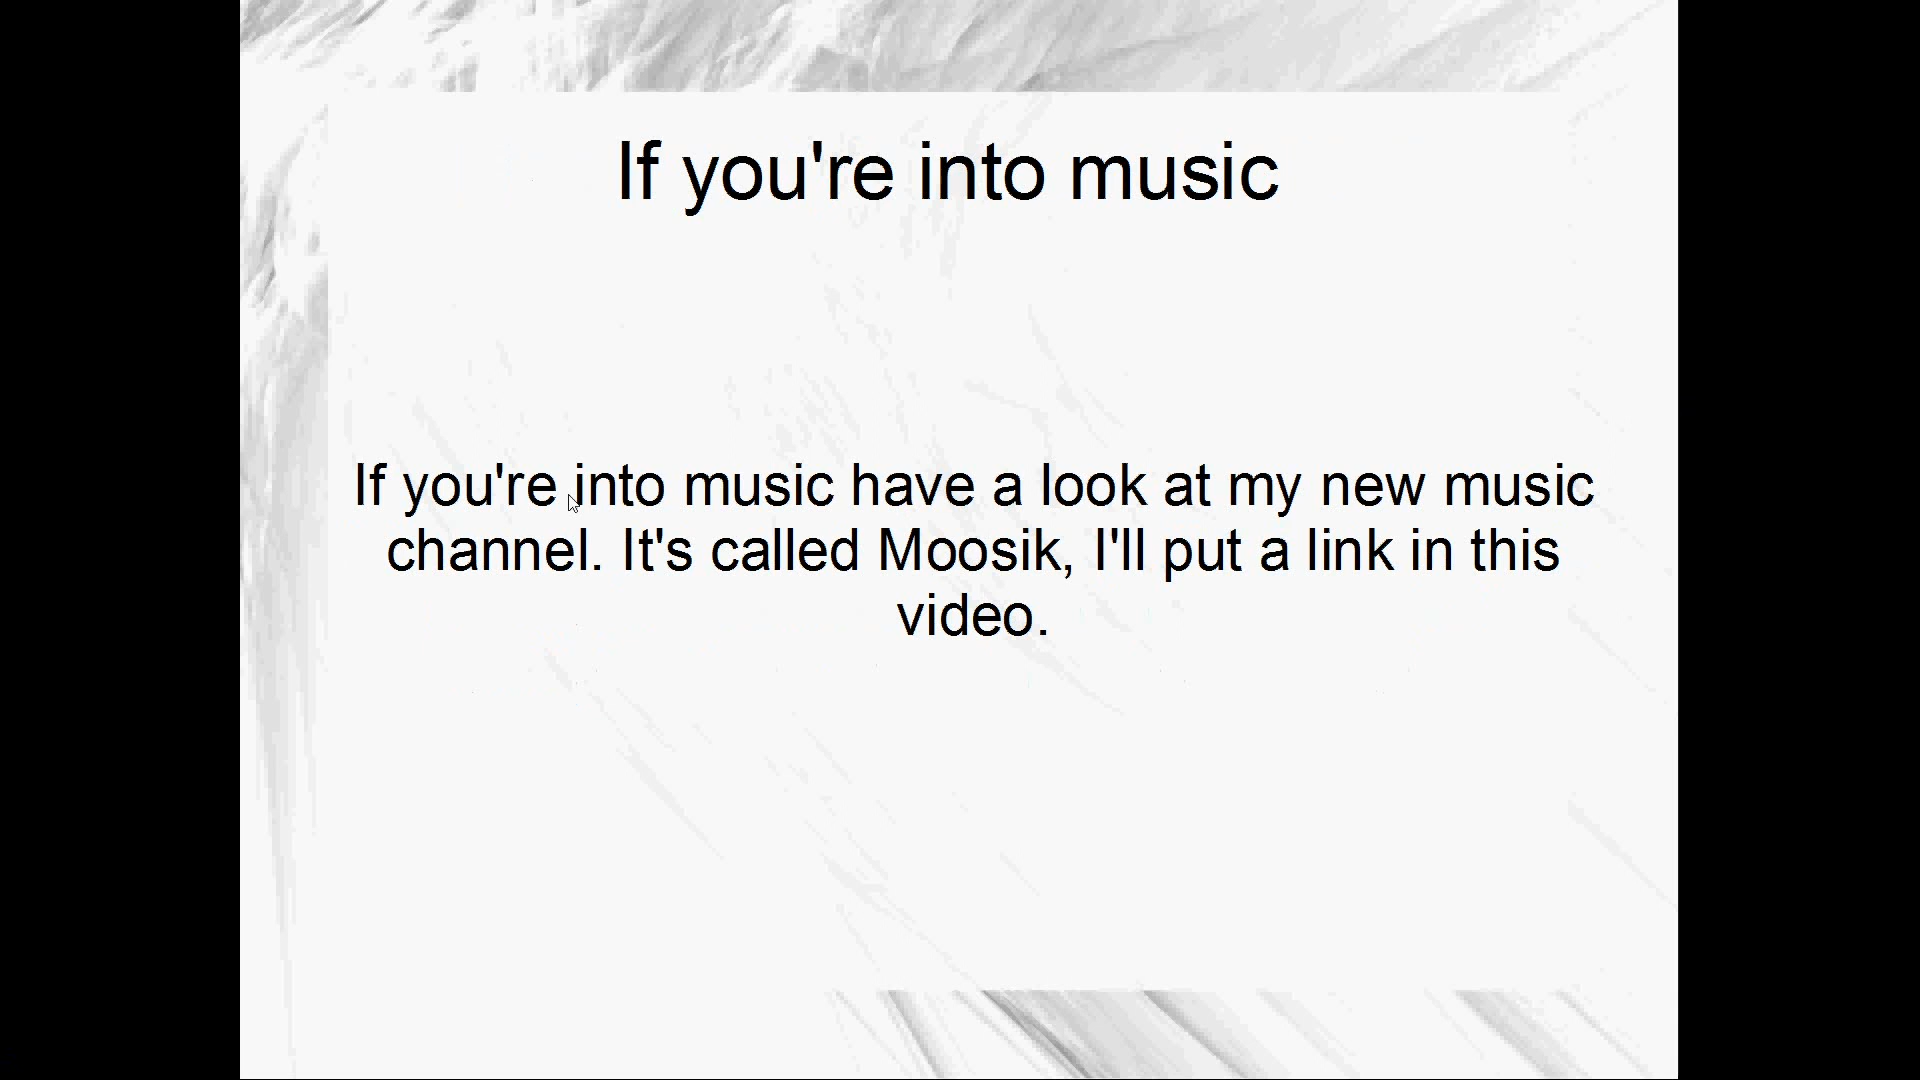 If you're into music
If you're into music have a look at my new music
channel. It's called Moosik, I'll put a link in this
video.